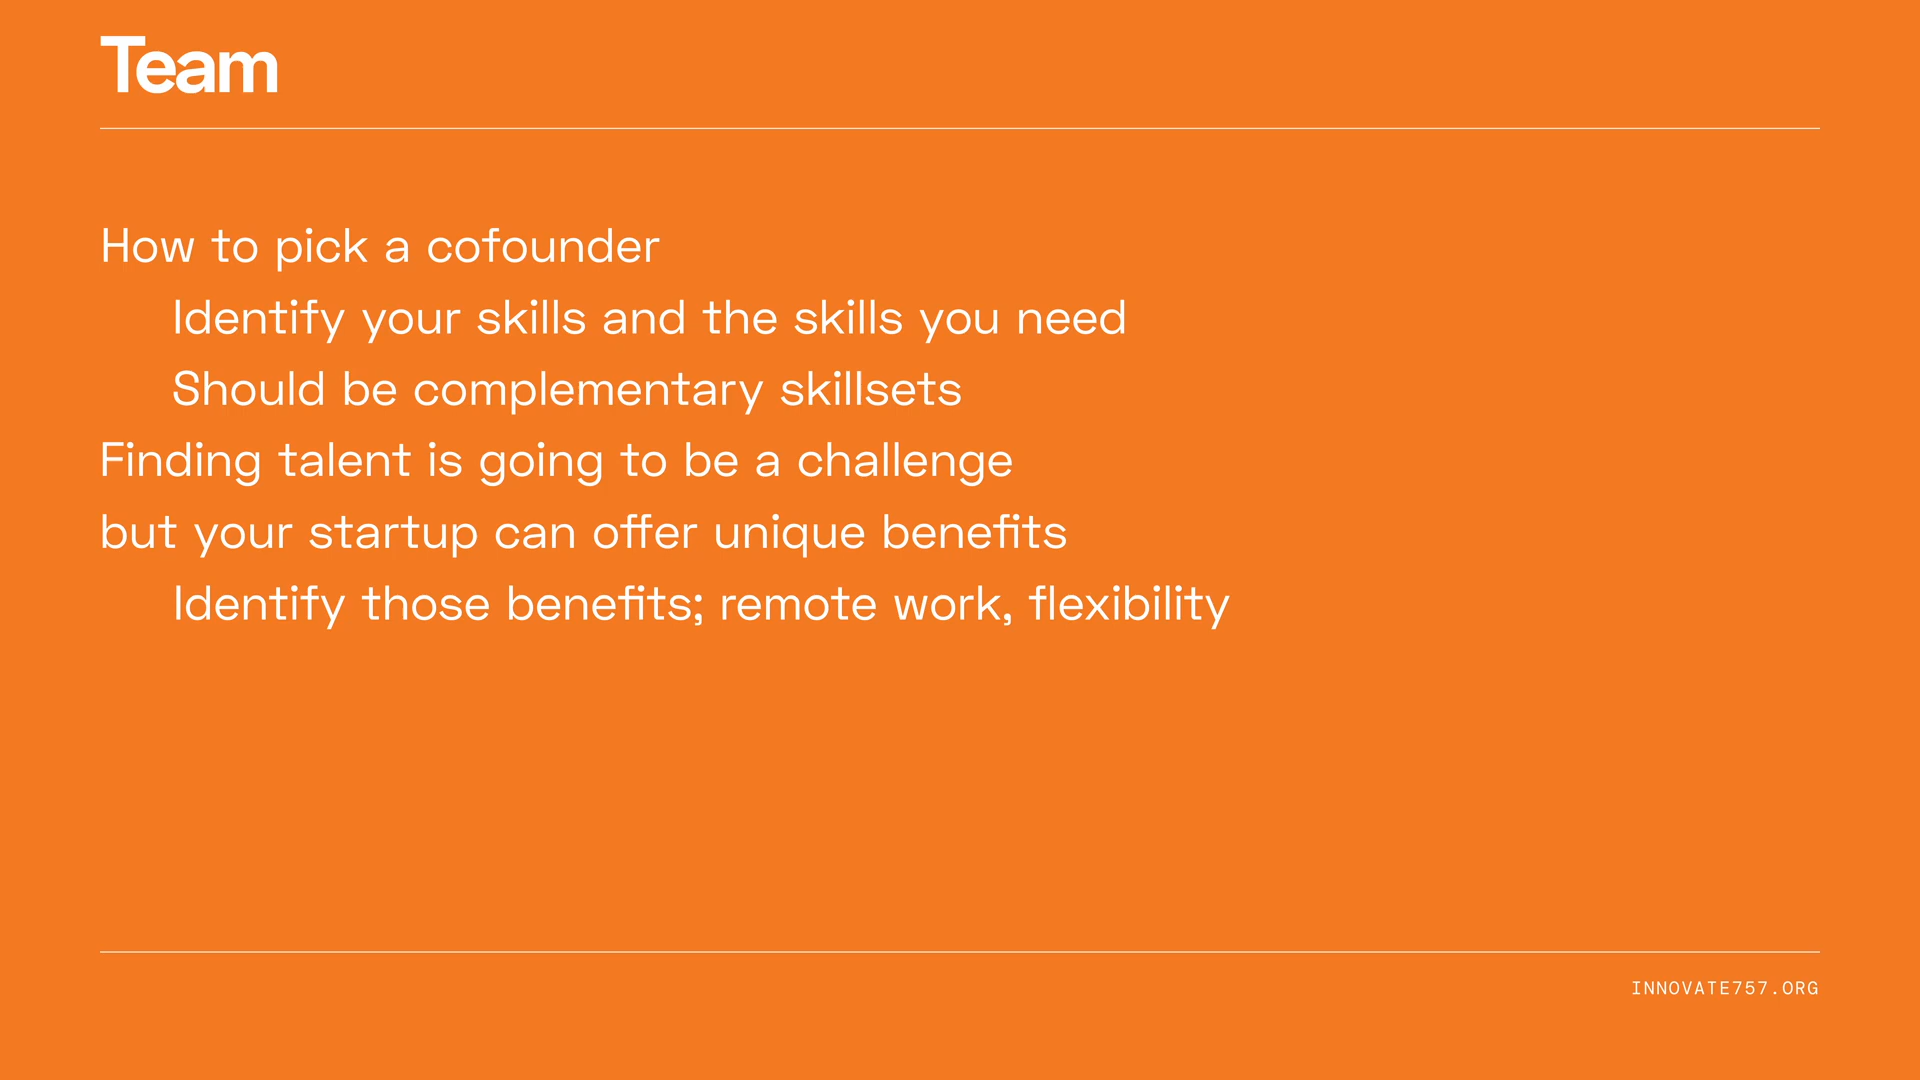 Team
How to pick a cofounder
Identify your skills and the skills you need
Should be complementary skillsets
Finding talent is going to be a challenge
but your startup can offer unique benefits
Identify those benefits; remote work, flexibility
INNOVATE757.ORG